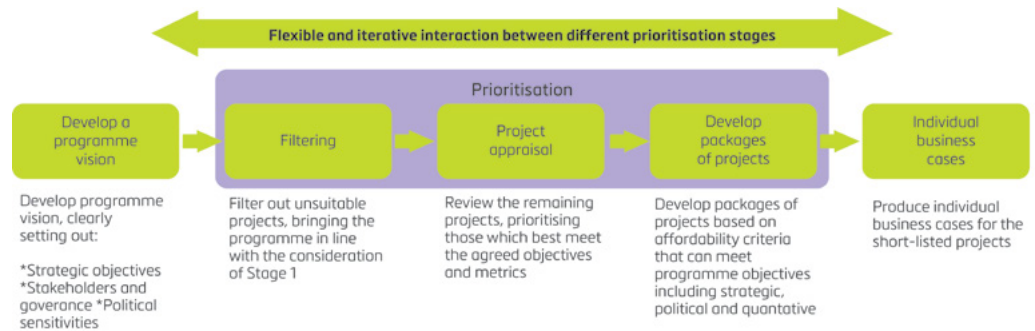 Flexible and iterative interaction between different prioritisation stages
Prioritisation
Develop a
programme
vision
Filtering
Project
appraisal
Develop
packages
of projects
Individual
business
cases
Develop programme
vision, clearly
setting out:
*Strategic objectives
*Stakeholders and
goverance *Political
sensitivities
Filter out unsuitable
projects, bringing the
programme in line
with the consideration
of Stage 1
Review the remaining
projects, prioritising
those which best meet
the agreed objectives
and metrics
Develop packages of
projects based on
affordability criteria
that can meet
programme objectives
including strategic,
political and quantative
Produce individual
business cases for the
short-listed projects